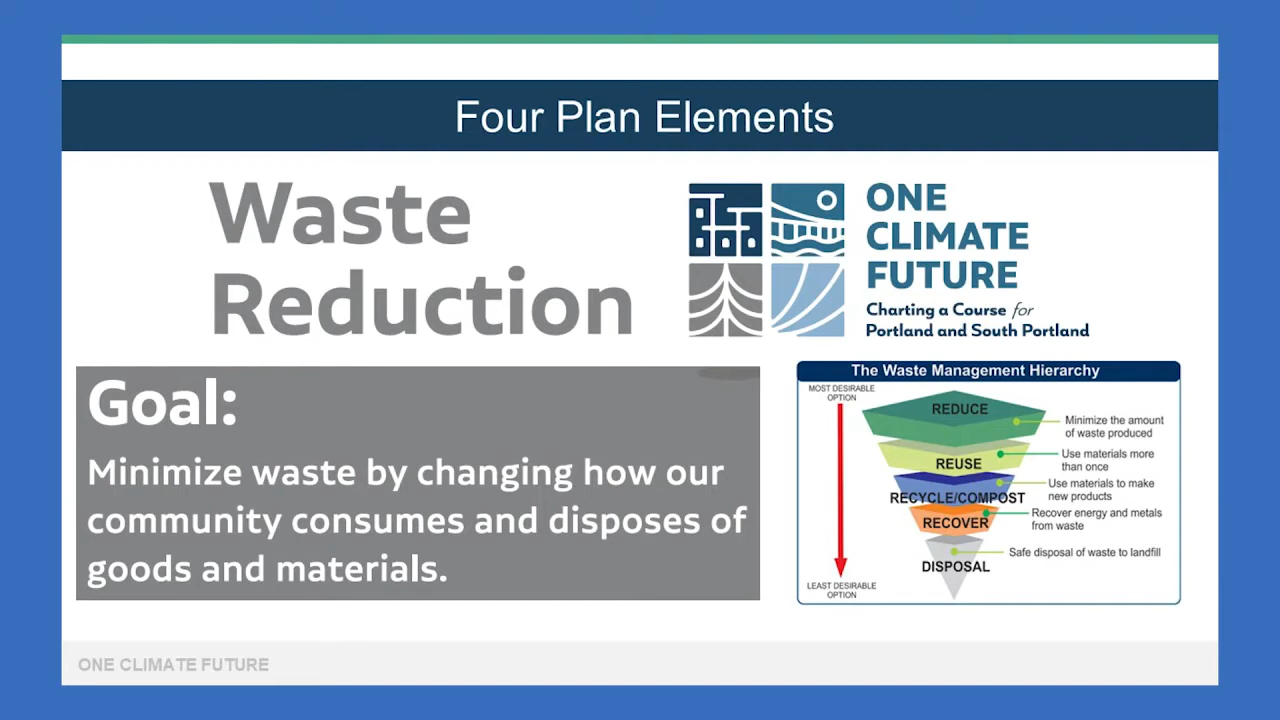 Four Plan Elements
Waste
Reduction
ONE
CLIMATE
FUTURE
Charting a Course for
Portland and South Portland
Goal:
Minimize waste by changing how our
community consumes and disposes of
goods and materials.
The Waste Management Hierarchy
MOST DESIRABLE
OPTION
REDUCE
Minimize the amount
of waste produced
REUSE
Use materials more
than once
RECYCLE/COMPOST
Use materials to make
new products
RECOVER
Recover energy and metals
from waste
DISPOSAL
Safe disposal of waste to landfill
LEAST DESIRABLE
OPTION
ONE CLIMATE FUTURE